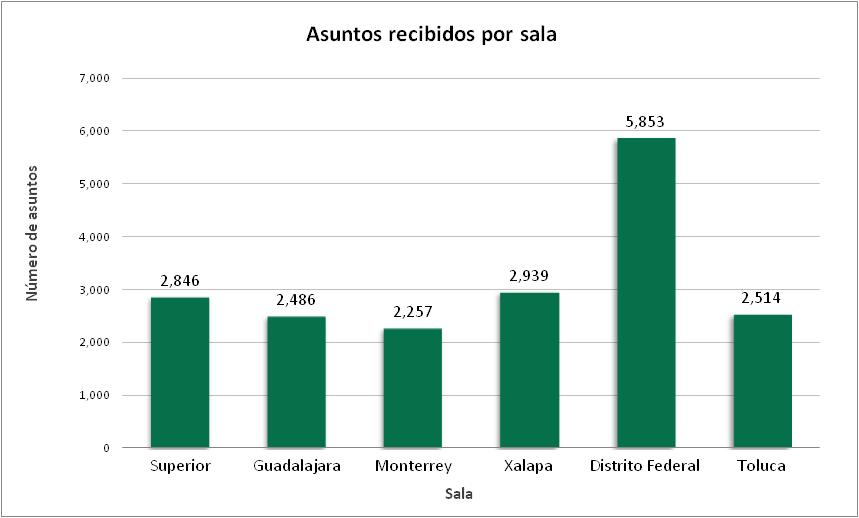 Asuntos recibidos por sala
Número de asuntos
7,000
6,000
5,000
4,000
3,000
2,000
1,000
0
2,846
2,486
2,257
2,939
5,853
2,514
Superior
Guadalajara
Monterrey
Xalapa
Distrito Federal
Toluca
Sala